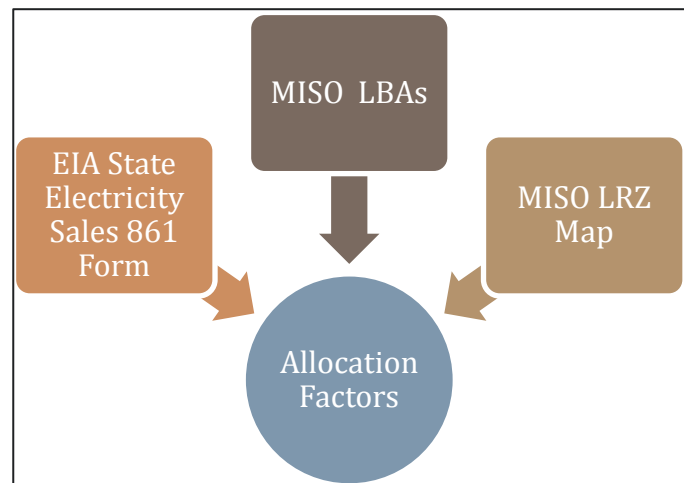 MISO  LBAs
EIA State
Electricity
Sales 861
Form
MISO LRZ
Map
Allocation
Factors